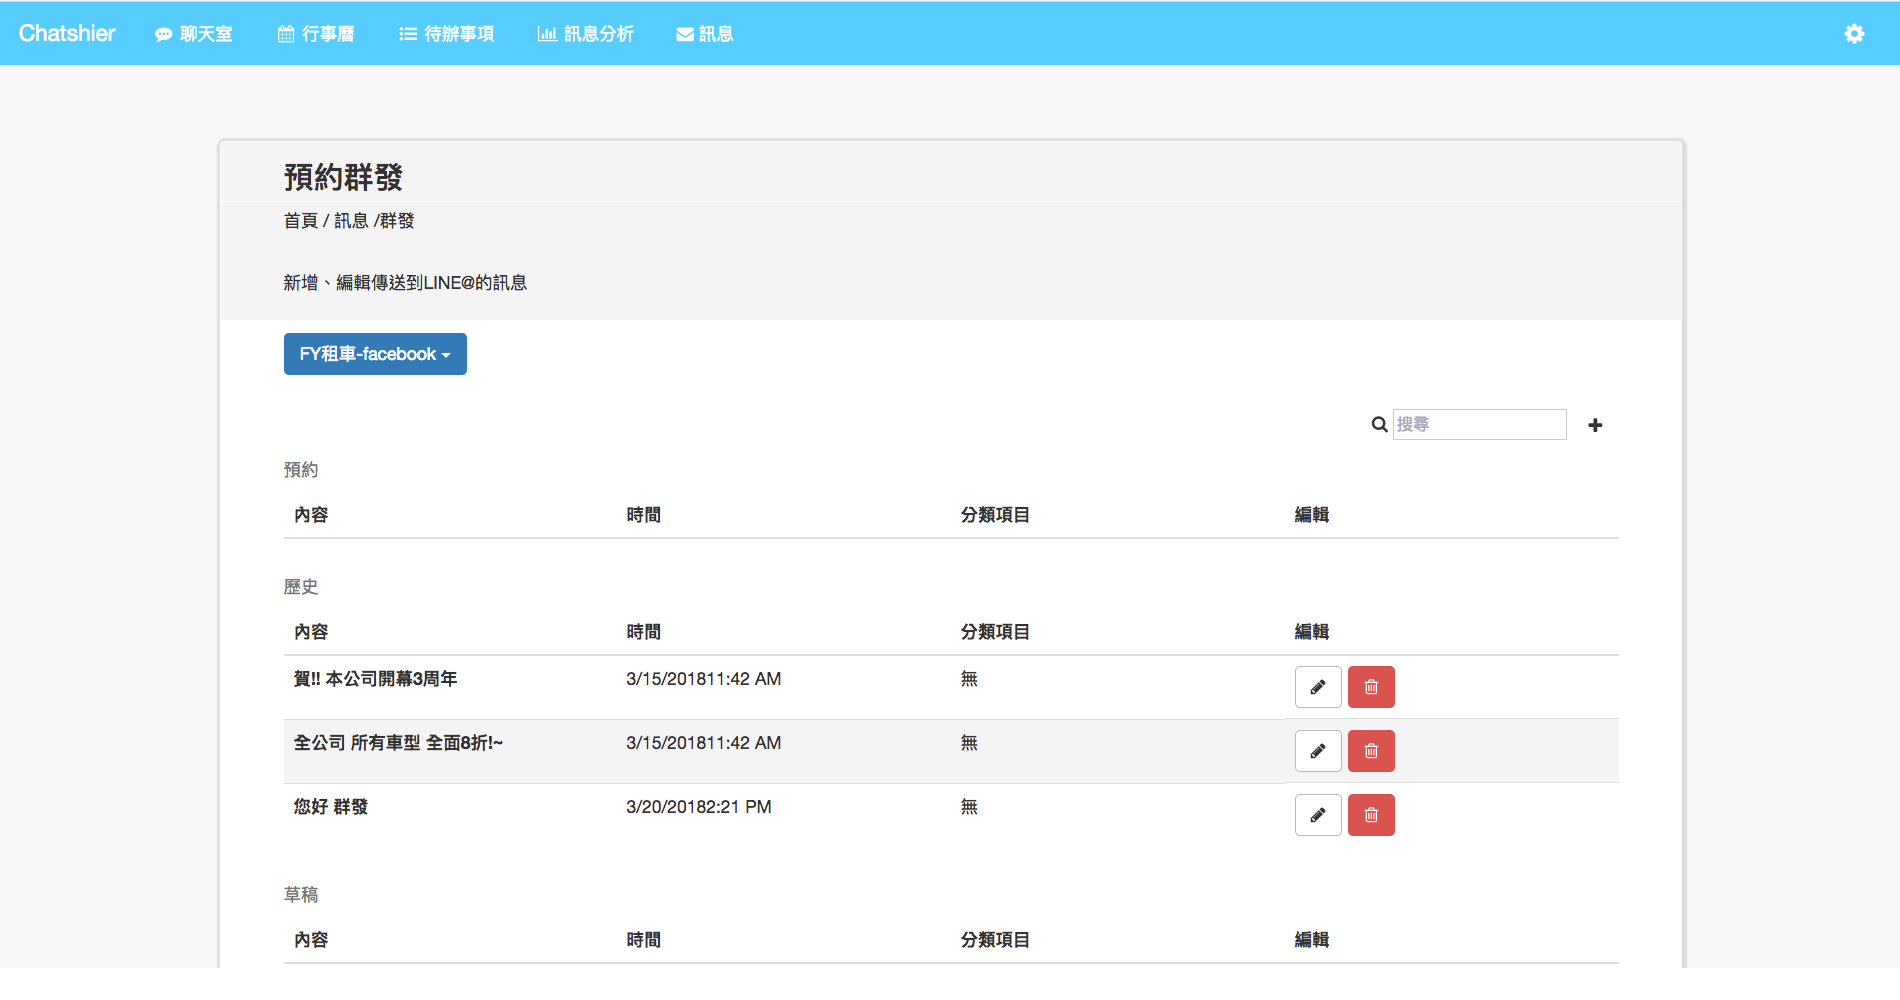 Chatshier 聊天室 行事曆 待辦事項 訊息分析 訊息
預約群發
首頁 / 訊息 /群發
新增、編輯傳送到LINE@的訊息
FY租車-facebook
搜尋
預約
內容 時間 分類項目 編輯
歷史
內容 時間 分類項目 編輯
賀!! 本公司開幕3周年 3/15/201811:42 AM 無
全公司 所有車型 全面8折!~ 3/15/201811:42 AM 無
您好 群發 3/20/20182:21 PM 無
草稿
內容 時間 分類項目 編輯